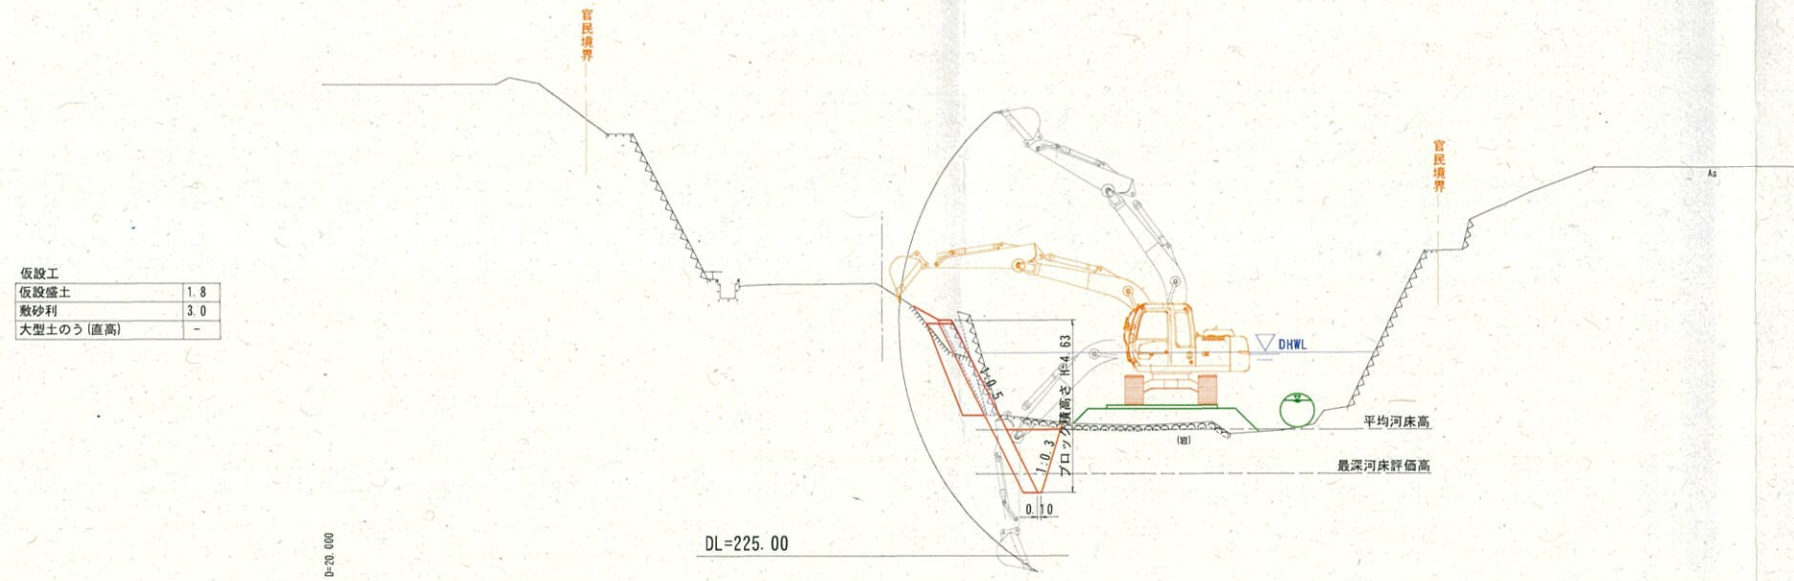 官民境界
官民境界
As
仮設工
仮設盛土 1.8
敷砂利 3.0
大型土のう(直高) -
DHWL
1:0.5
ブロック積高さ H=4.63
1:0.3
平均河床高
(岩)
最深河床評価高
0.10
DL=225.00
D=20.000